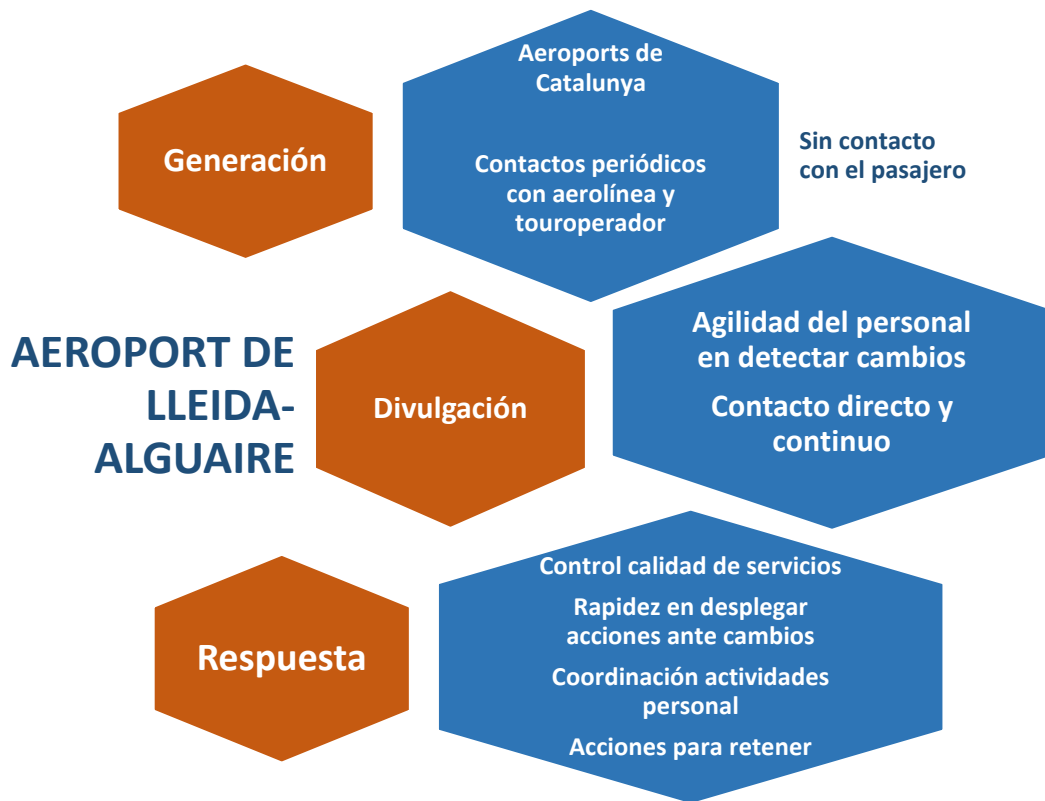 Aeroports de
Catalunya
Generación
Contactos periódicos
con aerolínea y
touroperador
Sin contacto
con el pasajero
AEROPORT DE
LLEIDA-
ALGUAIRE
Divulgación
Agilidad del personal
en detectar cambios
Contacto directo y
continuo
Respuesta
Control calidad de servicios
Rapidez en desplegar
acciones ante cambios
Coordinación actividades
personal
Acciones para retener